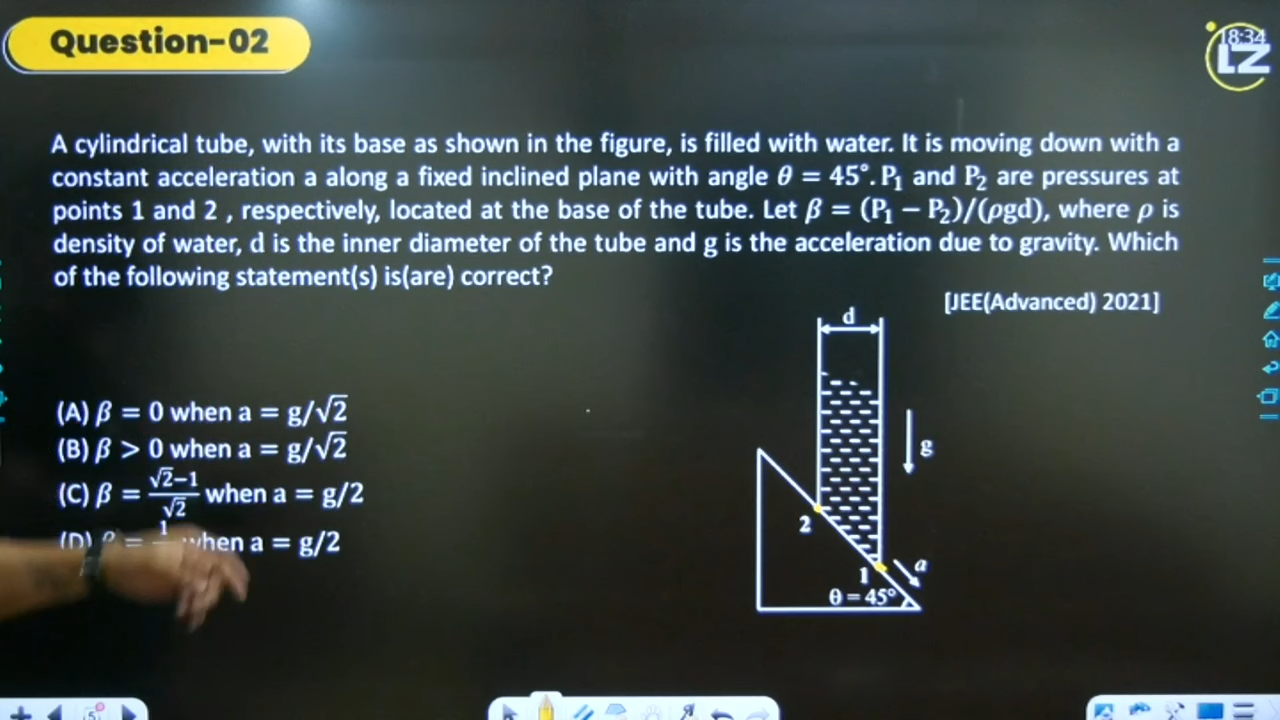 Question-02
18:34
LZ
A cylindrical tube, with its base as shown in the figure, is filled with water. It is moving down with a
constant acceleration a along a fixed inclined plane with angle θ = 45°. P₁ and P₂ are pressures at
points 1 and 2 , respectively, located at the base of the tube. Let β = (P₁ − P₂)/(ρgd), where ρ is
density of water, d is the inner diameter of the tube and g is the acceleration due to gravity. Which
of the following statement(s) is(are) correct?
[JEE(Advanced) 2021]
(A) β = 0 when a = g/√2
(B) β > 0 when a = g/√2
(C) β = (√2−1)/√2 when a = g/2
(D) = 1 when a = g/2
d
g
2
1
a
θ = 45°
5